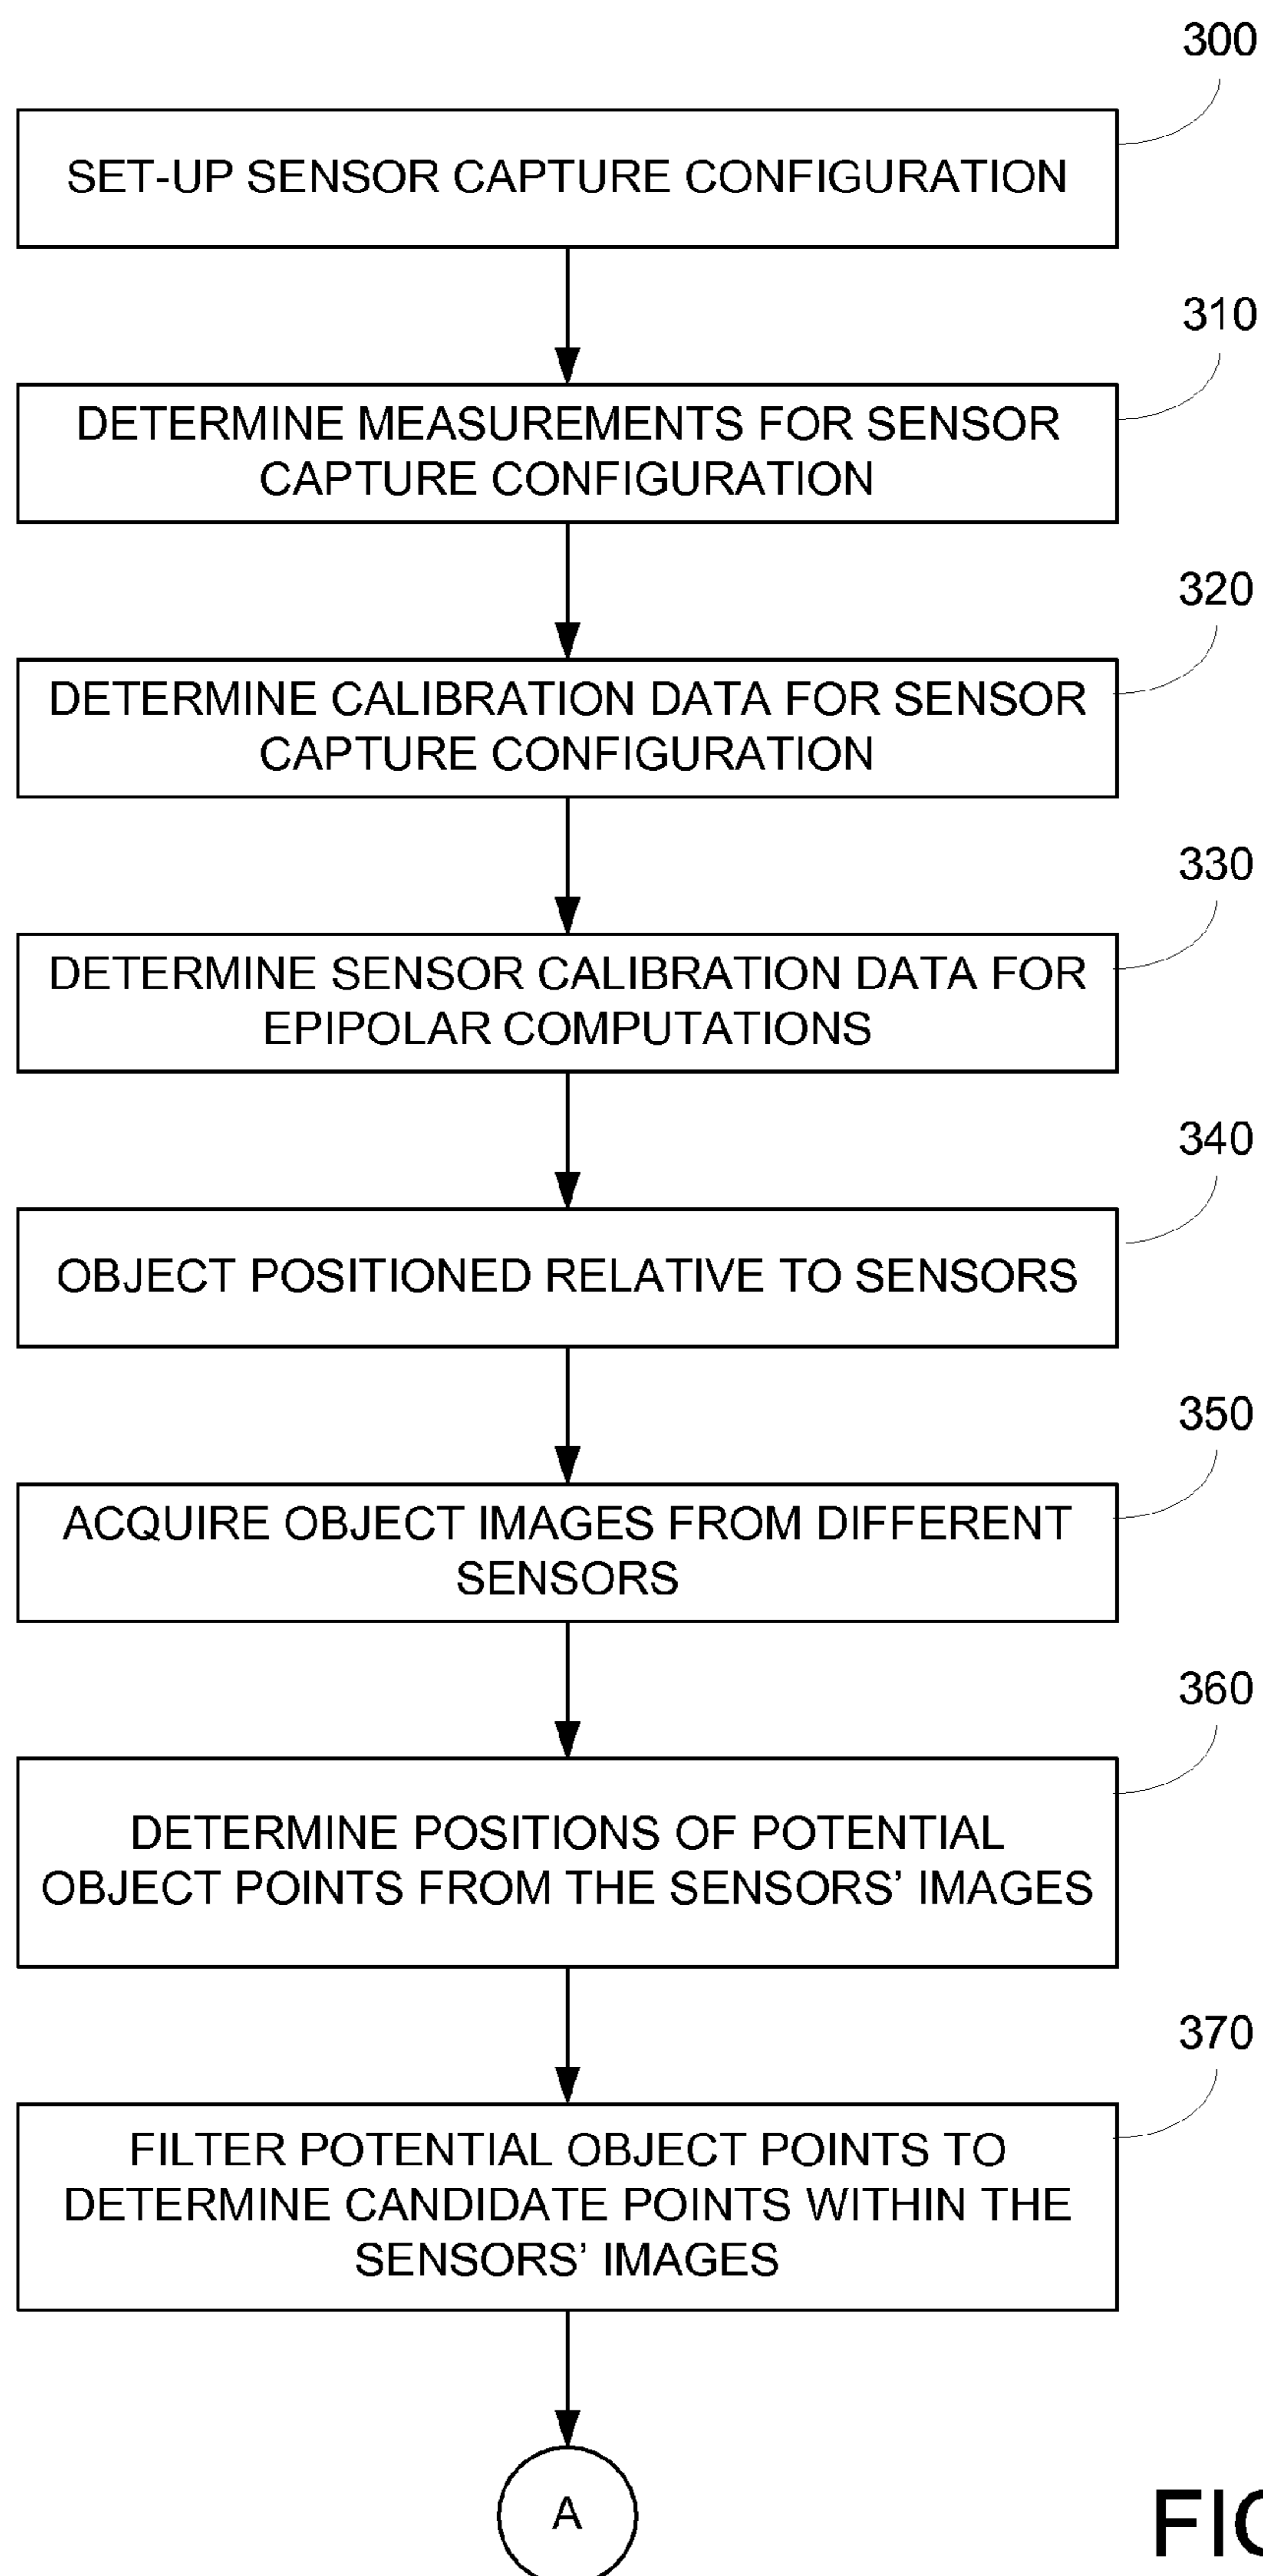 300
SET-UP SENSOR CAPTURE CONFIGURATION
310
DETERMINE MEASUREMENTS FOR SENSOR
CAPTURE CONFIGURATION
320
DETERMINE CALIBRATION DATA FOR SENSOR
CAPTURE CONFIGURATION
330
DETERMINE SENSOR CALIBRATION DATA FOR
EPIPOLAR COMPUTATIONS
340
OBJECT POSITIONED RELATIVE TO SENSORS
350
ACQUIRE OBJECT IMAGES FROM DIFFERENT
SENSORS
360
DETERMINE POSITIONS OF POTENTIAL
OBJECT POINTS FROM THE SENSORS’ IMAGES
370
FILTER POTENTIAL OBJECT POINTS TO
DETERMINE CANDIDATE POINTS WITHIN THE
SENSORS’ IMAGES
A